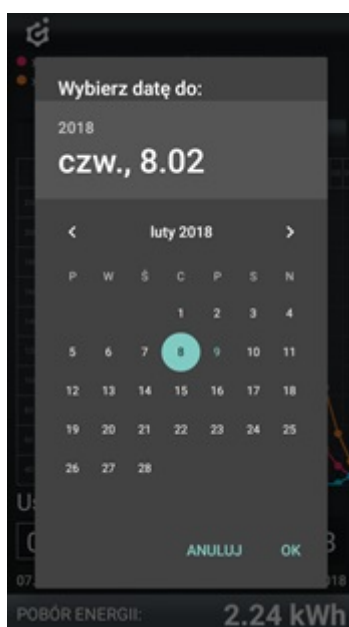 Wybierz datę do:
2018
czw., 8.02
luty 2018
P W Ś C P S N
1 2 3 4
5 6 7 8 9 10 11
12 13 14 15 16 17 18
19 20 21 22 23 24 25
26 27 28
ANULUJ OK
POBÓR ENERGII: 2.24 kWh